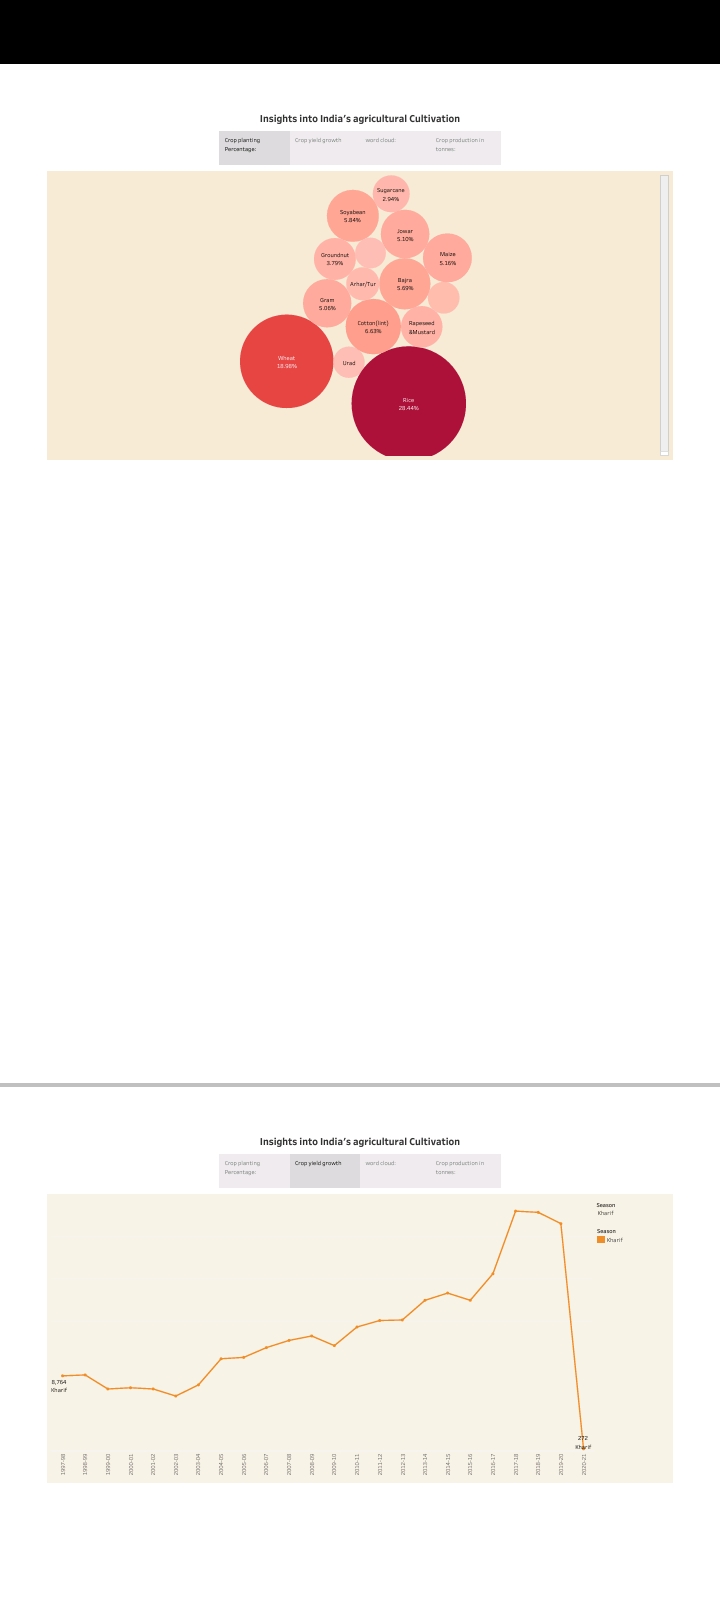 Insights into India's agricultural Cultivation
Crop planting
Percentage:
Crop yield growth
word cloud:
Crop production in
tonnes:
Sugarcane
2.94%
Soyabean
5.84%
Jowar
5.10%
Groundnut
3.79%
Maize
5.16%
Arhar/Tur
Bajra
5.69%
Gram
5.06%
Cotton(lint)
6.63%
Rapeseed
&Mustard
Wheat
18.96%
Urad
Rice
28.44%
Insights into India's agricultural Cultivation
Crop planting
Percentage:
Crop yield growth
word cloud:
Crop production in
tonnes:
Season
Kharif
Season
Kharif
8,764
Kharif
272
Kharif
1997-98
1998-99
1999-00
2000-01
2001-02
2002-03
2003-04
2004-05
2005-06
2006-07
2007-08
2008-09
2009-10
2010-11
2011-12
2012-13
2013-14
2014-15
2015-16
2016-17
2017-18
2018-19
2019-20
2020-21